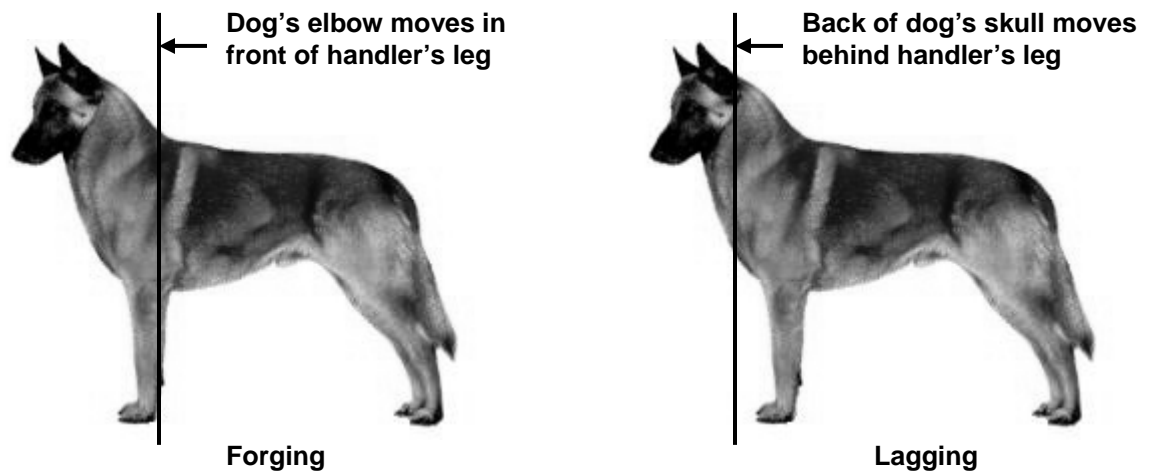 Dog’s elbow moves in
front of handler’s leg
Back of dog’s skull moves
behind handler’s leg
Forging
Lagging